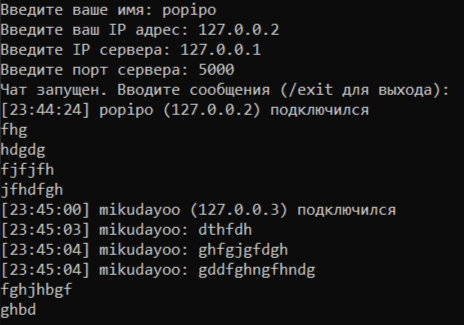 Введите ваше имя: popipo
Введите ваш IP адрес: 127.0.0.2
Введите IP сервера: 127.0.0.1
Введите порт сервера: 5000
Чат запущен. Вводите сообщения (/exit для выхода):
[23:44:24] popipo (127.0.0.2) подключился
fhg
hdgdg
fjfjfh
jfhdfgh
[23:45:00] mikudayoo (127.0.0.3) подключился
[23:45:03] mikudayoo: dthfdh
[23:45:04] mikudayoo: ghfgjgfdgh
[23:45:04] mikudayoo: gddfghngfhndg
fghjhbgf
ghbd